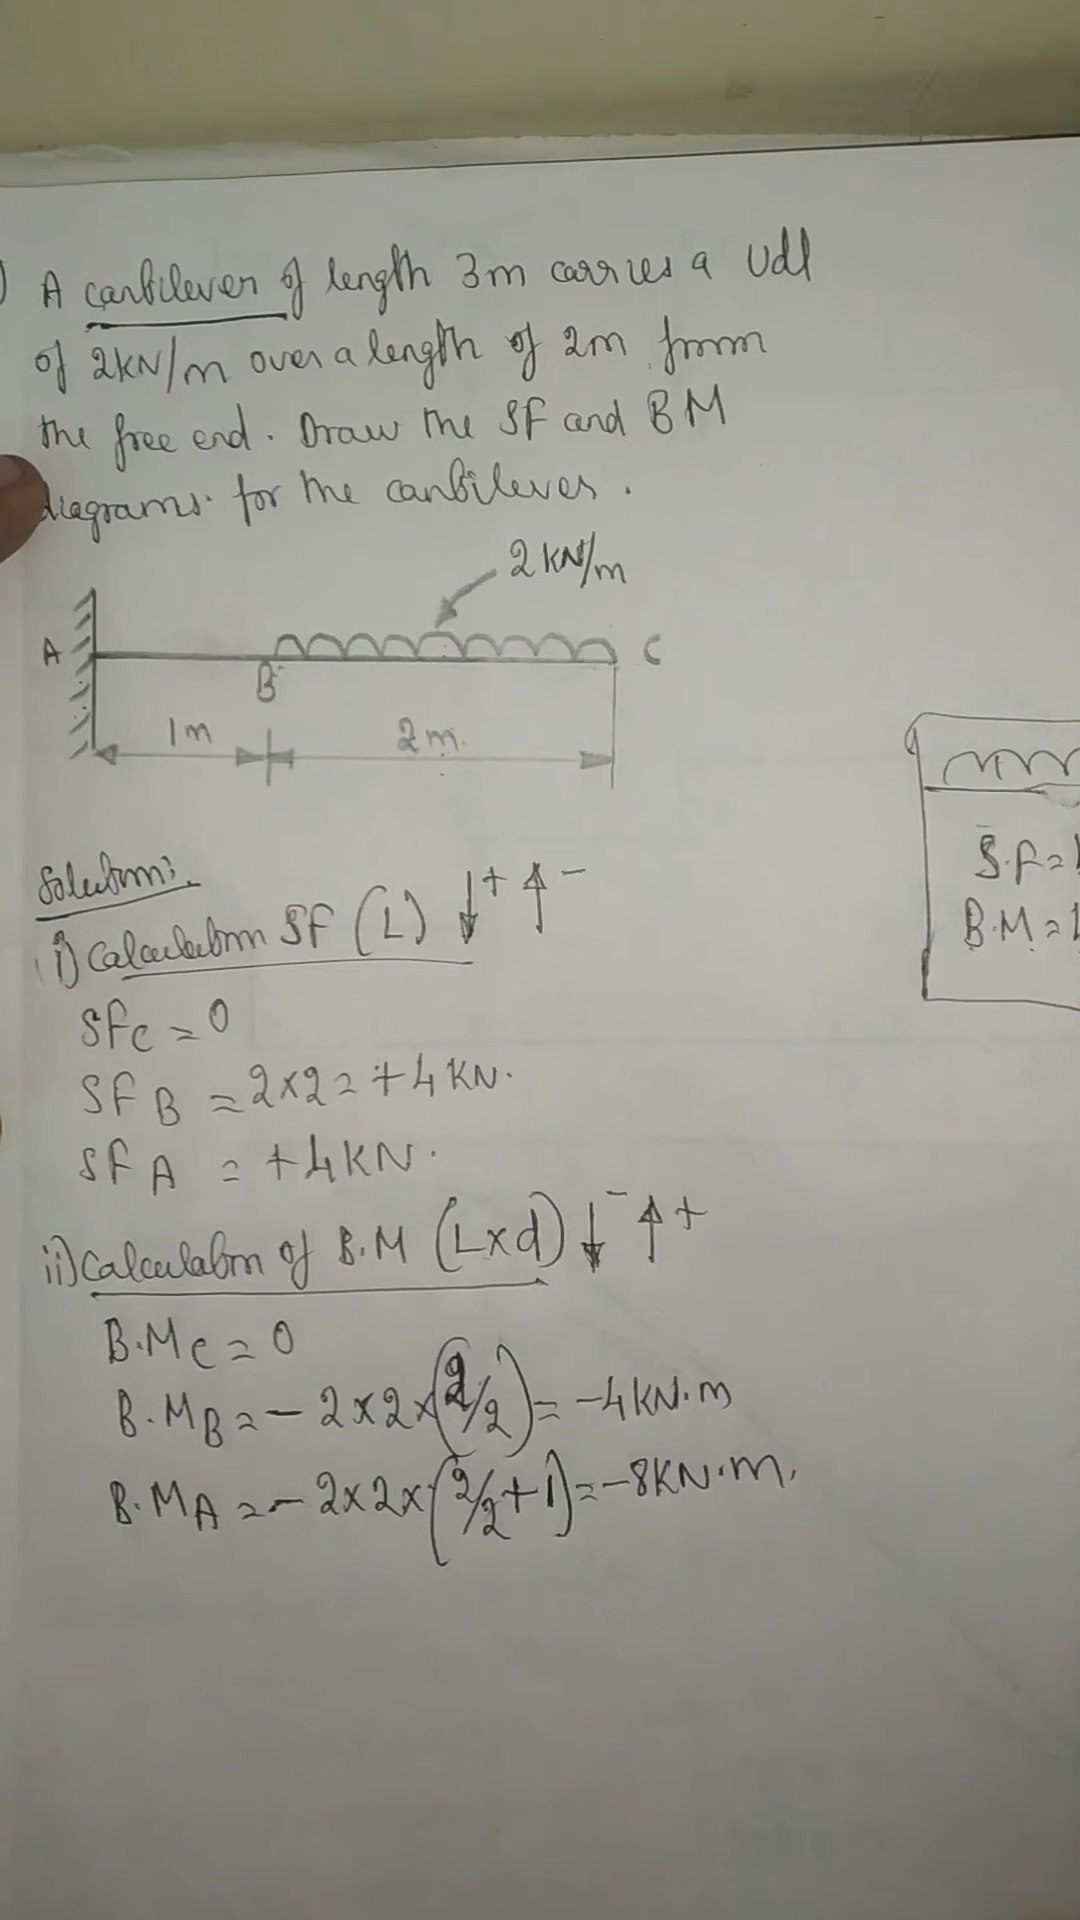 A cantilever of length 3m carries a Udl
of 2KN/m over a length of 2m from
the free end. Draw the SF and BM
diagrams. for the cantilever.
2KN/m
A
C
B
1m
2m.
Solution:
i) Calculation SF (L) ↓+ ↑-
SFC = 0
SFB = 2×2 = +4KN.
SFA = +4KN.
ii) Calculation of B.M (L×d) ↓- ↑+
B.MC = 0
B.MB = - 2×2×(2/2) = -4KN.m
B.MA = - 2×2×(2/2+1) = -8KN.m.
S.F =
B.M =